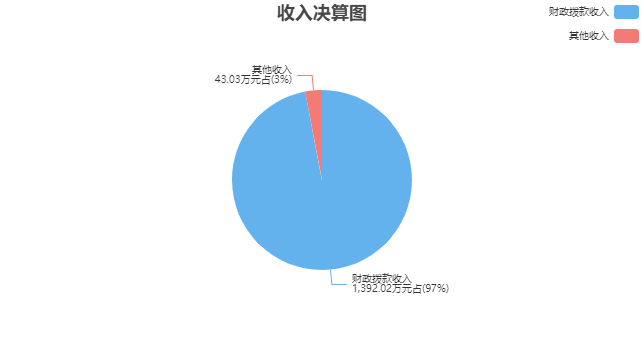 收入决算图
财政拨款收入
其他收入
其他收入
43.03万元占(3%)
财政拨款收入
1,392.02万元占(97%)